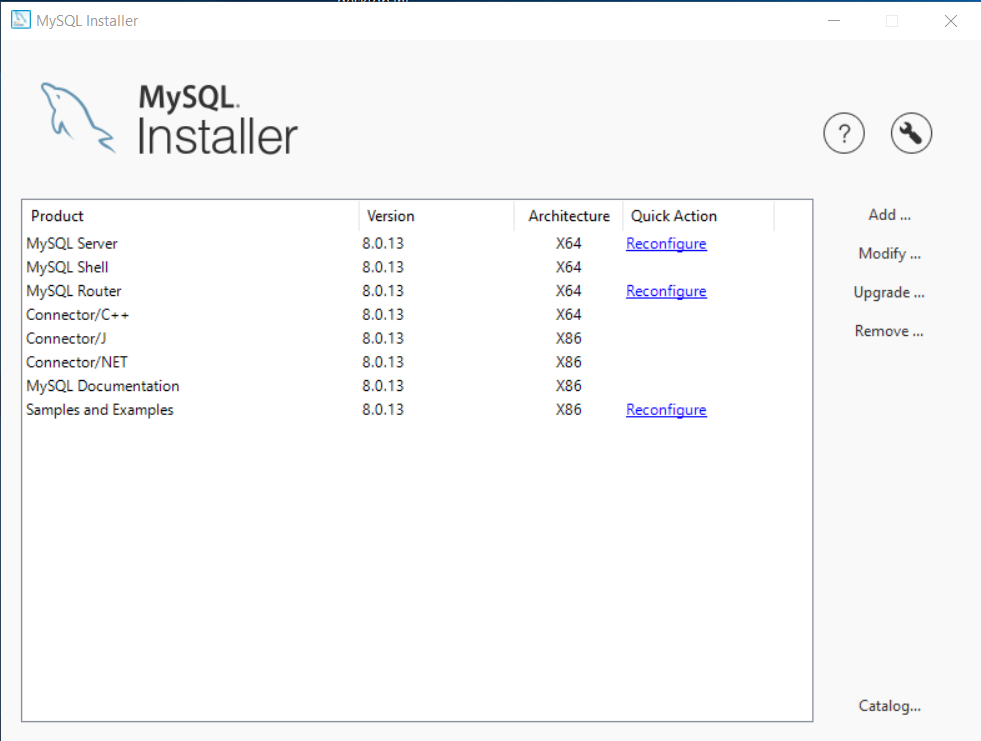 MySQL Installer
MySQL.
Installer
?
Product Version Architecture Quick Action
MySQL Server 8.0.13 X64 Reconfigure
MySQL Shell 8.0.13 X64
MySQL Router 8.0.13 X64 Reconfigure
Connector/C++ 8.0.13 X64
Connector/J 8.0.13 X86
Connector/NET 8.0.13 X86
MySQL Documentation 8.0.13 X86
Samples and Examples 8.0.13 X86 Reconfigure
Add ...
Modify ...
Upgrade ...
Remove ...
Catalog...